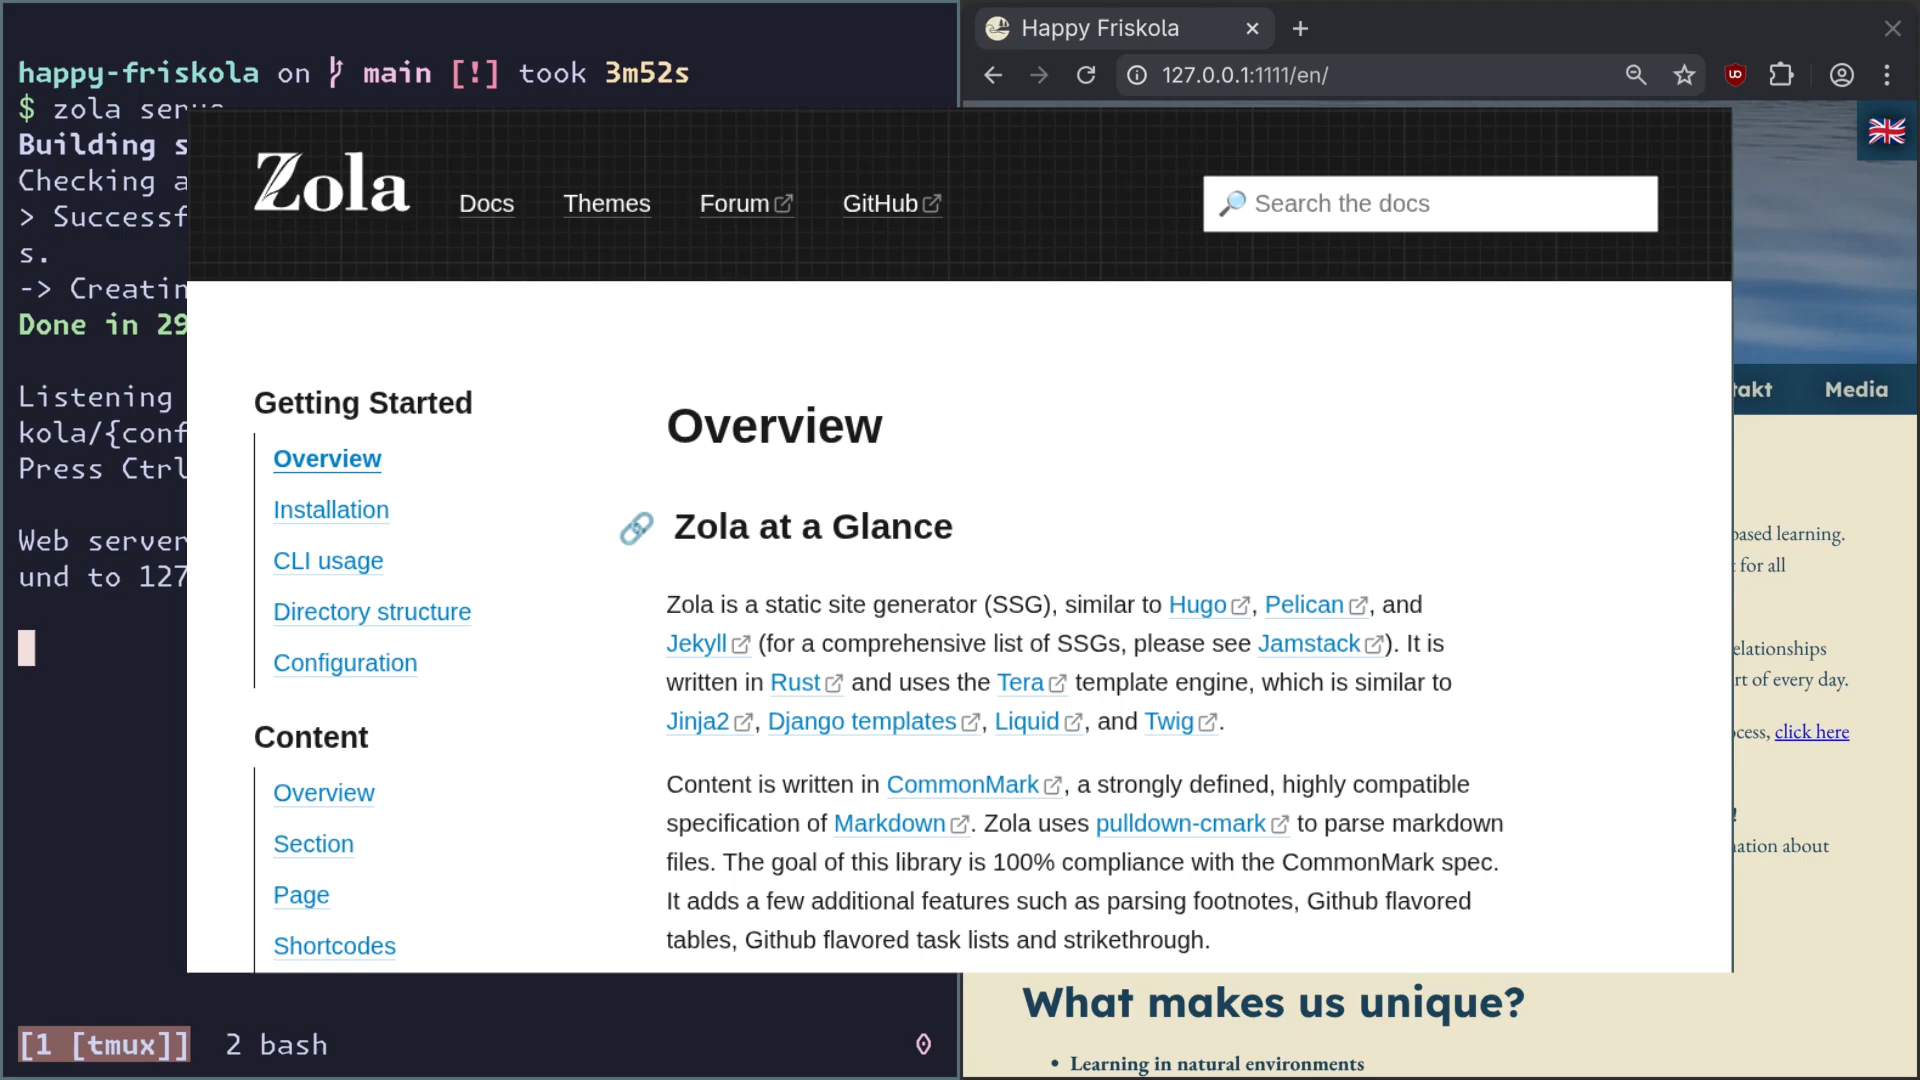 happy-friskola on main [!] took 3m52s
$ zola serve
Building s
Checking a
> Successf
s.
-> Creatin
Done in 29
Listening
kola/{conf
Press Ctrl
Web server
und to 127
[1 [tmux]] 2 bash
Happy Friskola
127.0.0.1:1111/en/
Zola
Docs
Themes
Forum
GitHub
Search the docs
Getting Started
Overview
Installation
CLI usage
Directory structure
Configuration
Content
Overview
Section
Page
Shortcodes
Overview
Zola at a Glance
Zola is a static site generator (SSG), similar to Hugo, Pelican, and
Jekyll (for a comprehensive list of SSGs, please see Jamstack). It is
written in Rust and uses the Tera template engine, which is similar to
Jinja2, Django templates, Liquid, and Twig.
Content is written in CommonMark, a strongly defined, highly compatible
specification of Markdown. Zola uses pulldown-cmark to parse markdown
files. The goal of this library is 100% compliance with the CommonMark spec.
It adds a few additional features such as parsing footnotes, Github flavored
tables, Github flavored task lists and strikethrough.
takt Media
based learning.
for all
elationships
rt of every day.
cess, click here
!
ation about
What makes us unique?
• Learning in natural environments